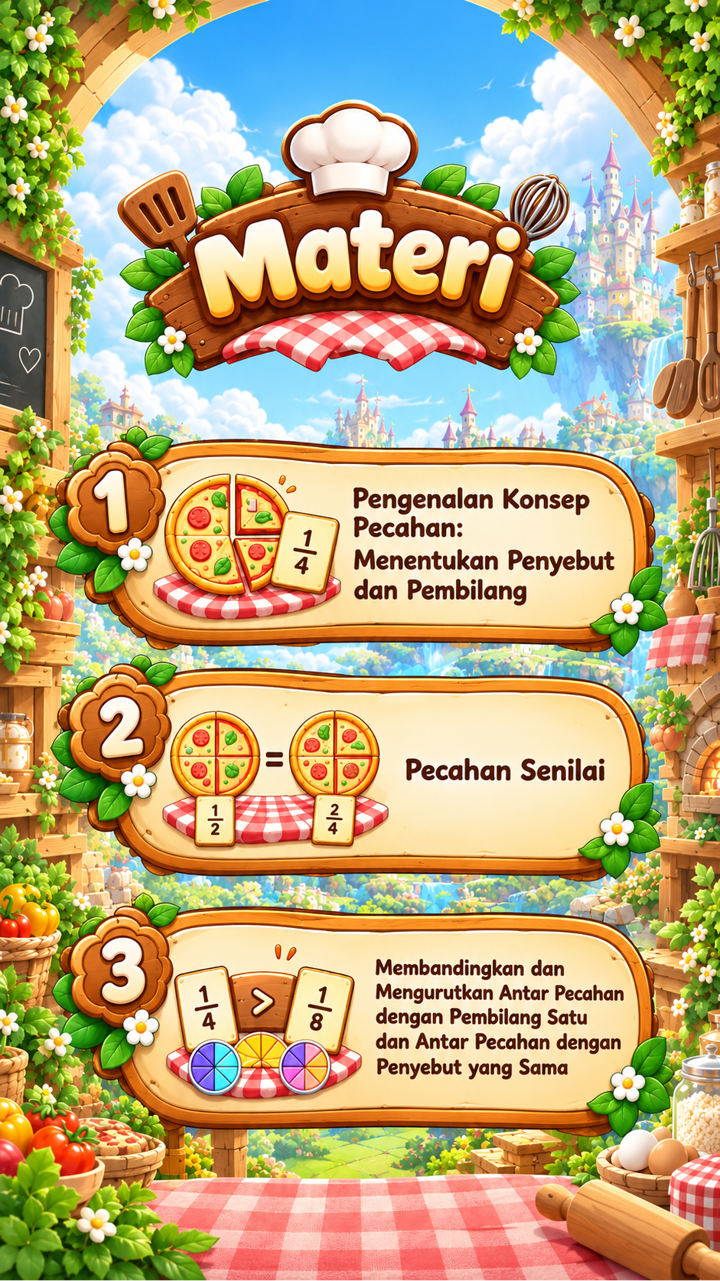 Materi
1
1/4
Pengenalan Konsep
Pecahan:
Menentukan Penyebut
dan Pembilang
2
=
1/2
2/4
Pecahan Senilai
3
1/4 > 1/8
Membandingkan dan
Mengurutkan Antar Pecahan
dengan Pembilang Satu
dan Antar Pecahan dengan
Penyebut yang Sama